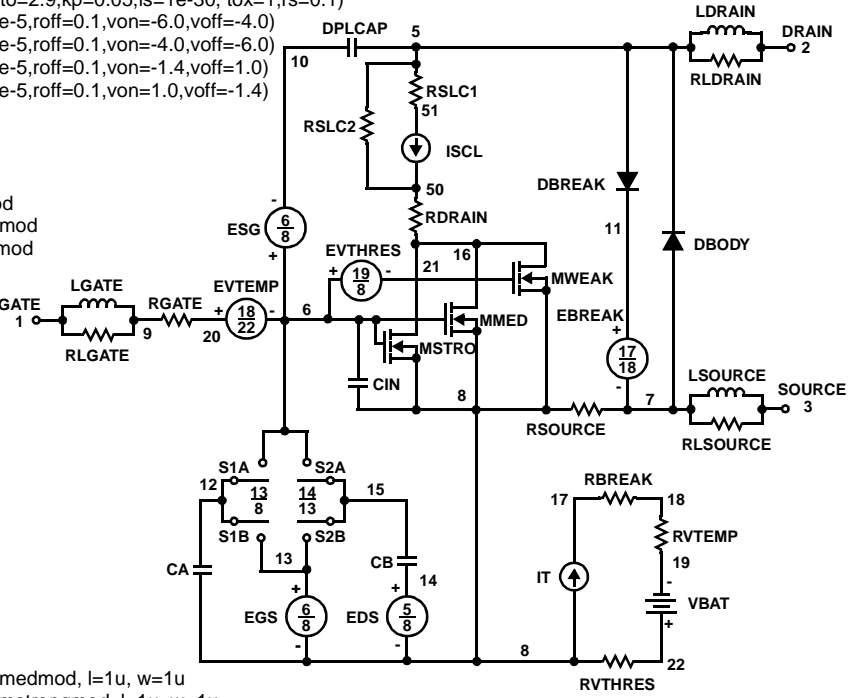 to=2.9,kp=0.05,is=1e-30, tox=1,rs=0.1)
e-5,roff=0.1,von=-6.0,voff=-4.0)
e-5,roff=0.1,von=-4.0,voff=-6.0)
e-5,roff=0.1,von=-1.4,voff=1.0)
e-5,roff=0.1,von=1.0,voff=-1.4)
od
mod
mod
LDRAIN
DPLCAP 5 DRAIN
10 2
RLDRAIN
RSLC1
51
RSLC2
ISCL
50
DBREAK
RDRAIN
- ESG 6 8 +
11
DBODY
EVTHRES
+ 19 8 - 21
16
MWEAK
LGATE
EVTEMP
GATE
1
RGATE
+ 18 22 -
6
MMED
EBREAK
9 20
RLGATE
MSTRO
+ 17 18 -
CIN
LSOURCE
8 7
SOURCE
3
RSOURCE
RLSOURCE
S1A S2A
12 13 8 14 13 15
S1B S2B
RBREAK
17 18
RVTEMP
13
CA
CB
19
IT
14
-
VBAT
+
+ EGS 6 8 -
+ EDS 5 8 -
8 22
RVTHRES
medmod, l=1u, w=1u